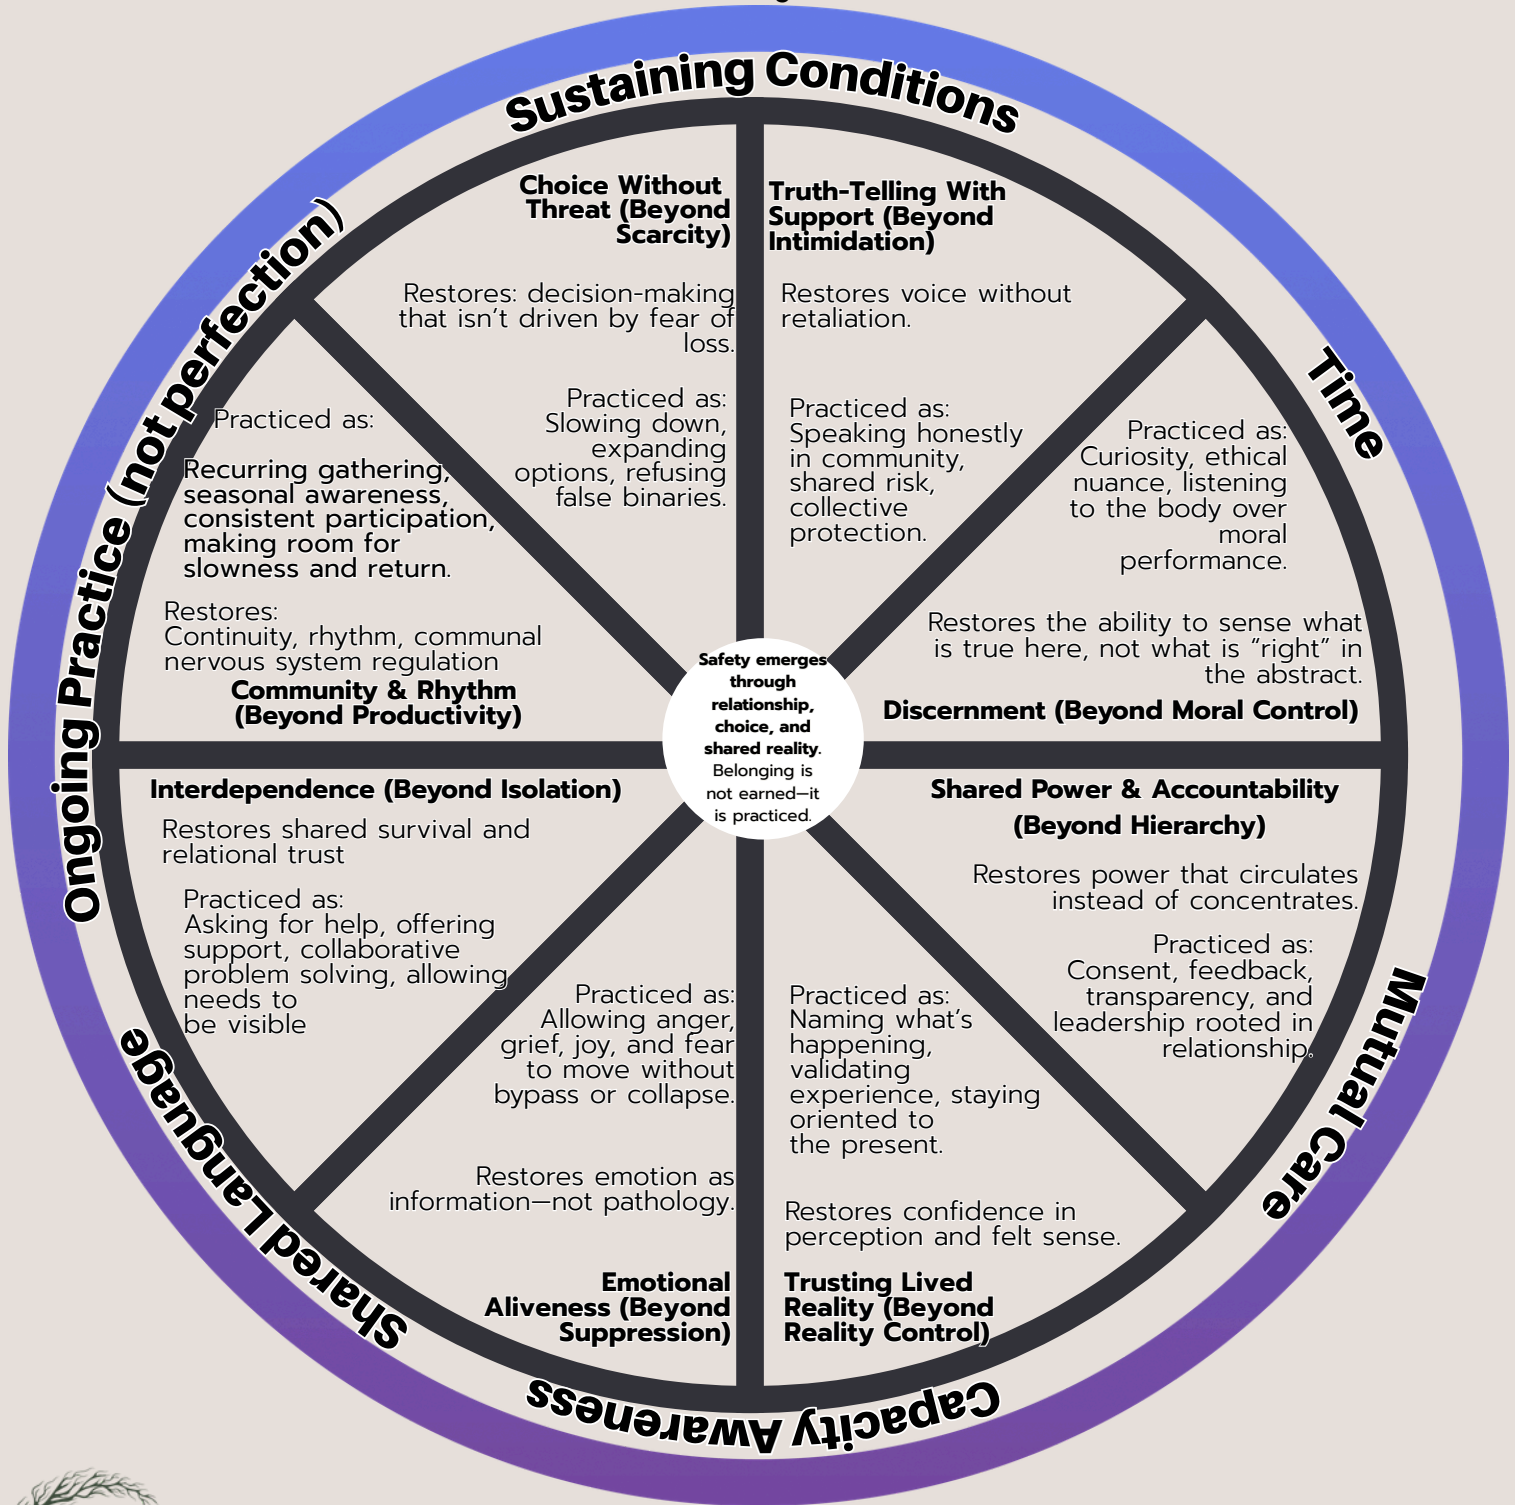 Sustaining Conditions
Time
Mutual Care
Capacity Awareness
Shared Language
Ongoing Practice (not perfection)
Choice Without
Threat (Beyond
Scarcity)
Restores: decision-making
that isn’t driven by fear of
loss.
Practiced as:
Slowing down,
expanding
options, refusing
false binaries.
Truth-Telling With
Support (Beyond
Intimidation)
Restores voice without
retaliation.
Practiced as:
Speaking honestly
in community,
shared risk,
collective
protection.
Practiced as:
Curiosity, ethical
nuance, listening
to the body over
moral
performance.
Restores the ability to sense what
is true here, not what is “right” in
the abstract.
Discernment (Beyond Moral Control)
Shared Power & Accountability
(Beyond Hierarchy)
Restores power that circulates
instead of concentrates.
Practiced as:
Consent, feedback,
transparency, and
leadership rooted in
relationship.
Practiced as:
Naming what’s
happening,
validating
experience, staying
oriented to
the present.
Restores confidence in
perception and felt sense.
Trusting Lived
Reality (Beyond
Reality Control)
Practiced as:
Allowing anger,
grief, joy, and fear
to move without
bypass or collapse.
Restores emotion as
information—not pathology.
Emotional
Aliveness (Beyond
Suppression)
Interdependence (Beyond Isolation)
Restores shared survival and
relational trust
Practiced as:
Asking for help, offering
support, collaborative
problem solving, allowing
needs to
be visible
Practiced as:
Recurring gathering,
seasonal awareness,
consistent participation,
making room for
slowness and return.
Restores:
Continuity, rhythm, communal
nervous system regulation
Community & Rhythm
(Beyond Productivity)
Safety emerges
through
relationship,
choice, and
shared reality.
Belonging is
not earned—it
is practiced.